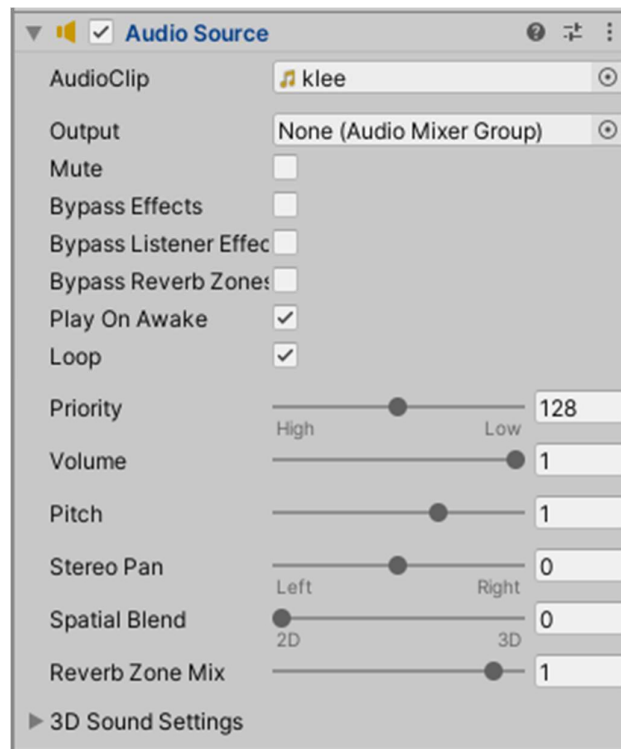 Audio Source
AudioClip klee
Output None (Audio Mixer Group)
Mute
Bypass Effects
Bypass Listener Effec
Bypass Reverb Zones
Play On Awake
Loop
Priority 128
High Low
Volume 1
Pitch 1
Stereo Pan 0
Left Right
Spatial Blend 0
2D 3D
Reverb Zone Mix 1
3D Sound Settings